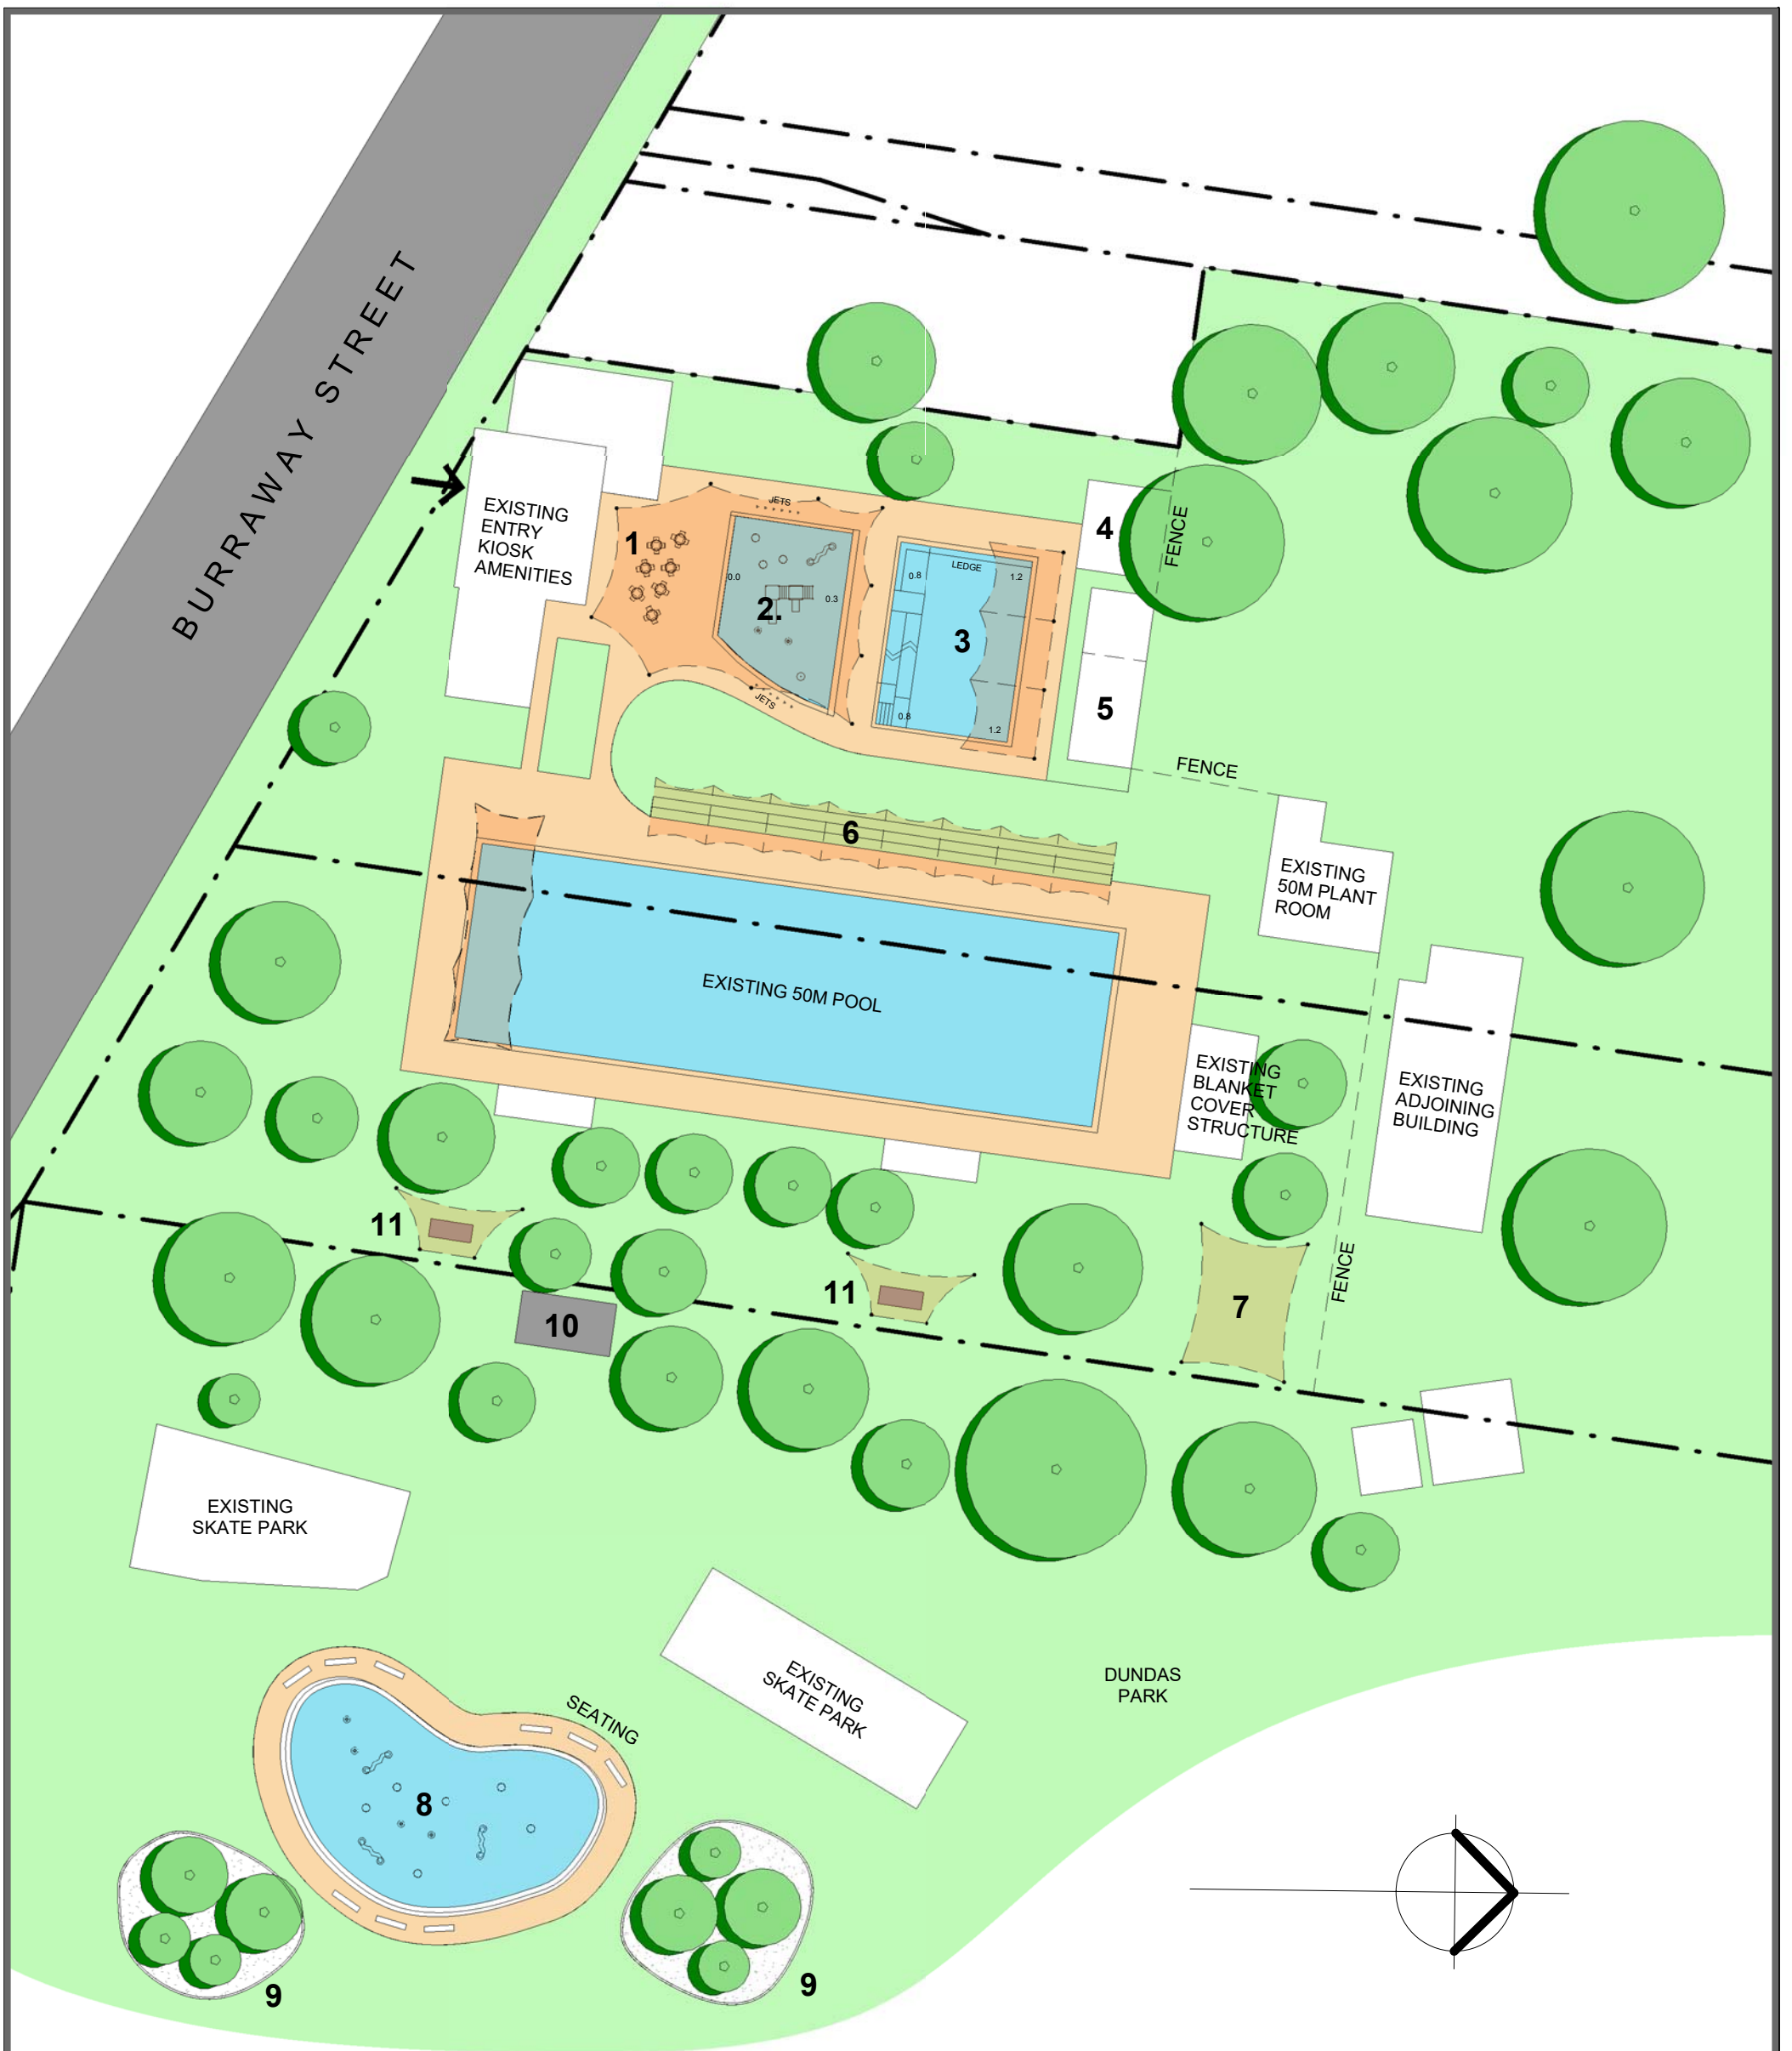 BURRAWAY STREET
EXISTING
ENTRY
KIOSK
AMENITIES
1
JETS
0.0
0.3
2.
JETS
0.8
LEDGE
1.2
3
0.8
1.2
4
FENCE
5
FENCE
6
EXISTING
50M PLANT
ROOM
EXISTING 50M POOL
EXISTING
BLANKET
COVER
STRUCTURE
EXISTING
ADJOINING
BUILDING
11
11
10
7
FENCE
EXISTING
SKATE PARK
EXISTING
SKATE PARK
DUNDAS
PARK
SEATING
8
9
9